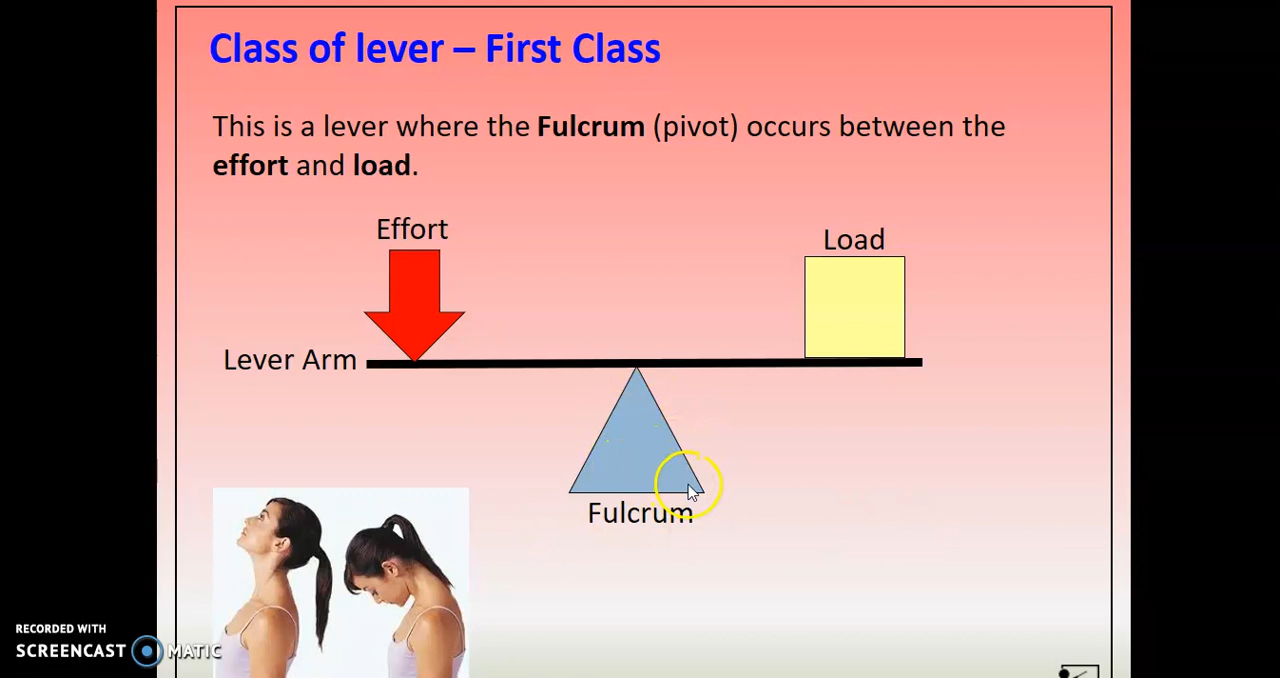 Class of lever – First Class
This is a lever where the Fulcrum (pivot) occurs between the
effort and load.
Effort
Load
Lever Arm
Fulcrum
RECORDED WITH
SCREENCAST MATIC